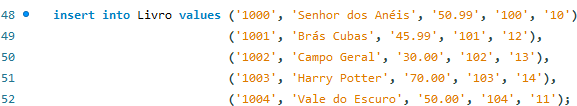 48 insert into Livro values ('1000', 'Senhor dos Anéis', '50.99', '100', '10')
49 ('1001', 'Brás Cubas', '45.99', '101', '12'),
50 ('1002', 'Campo Geral', '30.00', '102', '13'),
51 ('1003', 'Harry Potter', '70.00', '103', '14'),
52 ('1004', 'Vale do Escuro', '50.00', '104', '11');